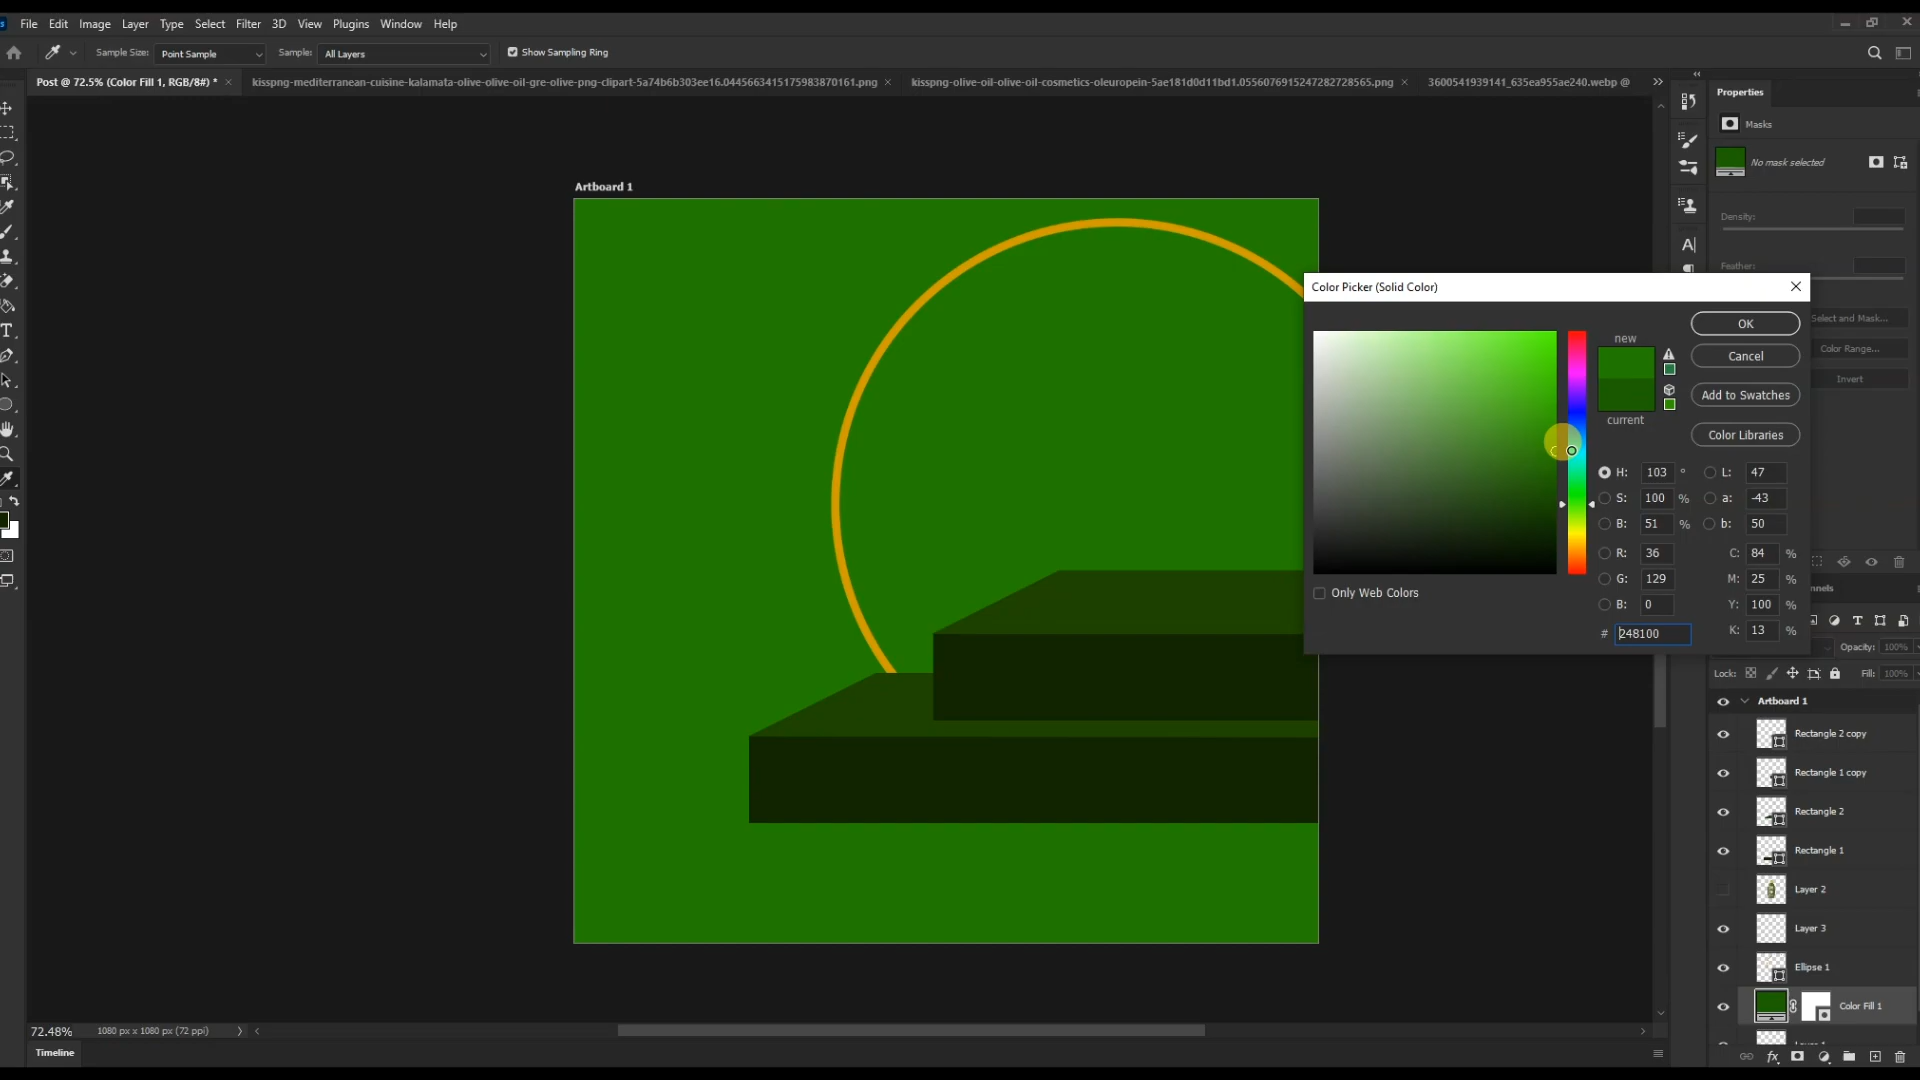 File Edit Image Layer Type Select Filter 3D View Plugins Window Help
Sample Size: Point Sample Sample: All Layers Show Sampling Ring
Post @ 72.5% (Color Fill 1, RGB/8#) * kisspng-mediterranean-cuisine-kalamata-olive-olive-oil-gre-olive-png-clipart-5a74b6b303ee16.0445663415175983870161.png kisspng-olive-oil-olive-oil-cosmetics-oleuropein-5ae181d0d11bd1.0556076915247282728565.png 3600541939141_635ea955ae240.webp @
Properties
Masks
No mask selected
Density:
Feather:
Select and Mask...
Color Range...
Invert
Artboard 1
Color Picker (Solid Color)
new
current
OK
Cancel
Add to Swatches
Color Libraries
H: 103 ° L: 47
S: 100 % a: -43
B: 51 % b: 50
R: 36 C: 84 %
G: 129 M: 25 %
B: 0 Y: 100 %
# 248100 K: 13 %
Only Web Colors
Opacity: 100%
Lock: Fill: 100%
Artboard 1
Rectangle 2 copy
Rectangle 1 copy
Rectangle 2
Rectangle 1
Layer 2
Layer 3
Ellipse 1
Color Fill 1
72.48% 1080 px x 1080 px (72 ppi)
Timeline